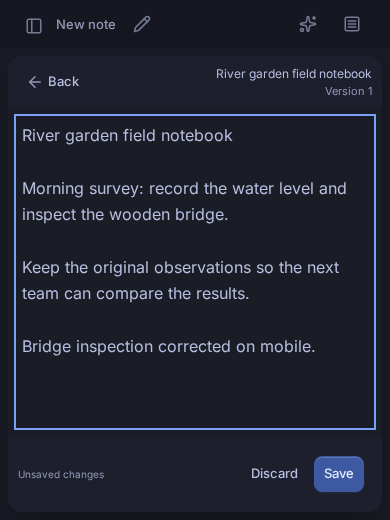 New note
Back
River garden field notebook
Version 1
River garden field notebook
Morning survey: record the water level and
inspect the wooden bridge.
Keep the original observations so the next
team can compare the results.
Bridge inspection corrected on mobile.
Unsaved changes
Discard
Save